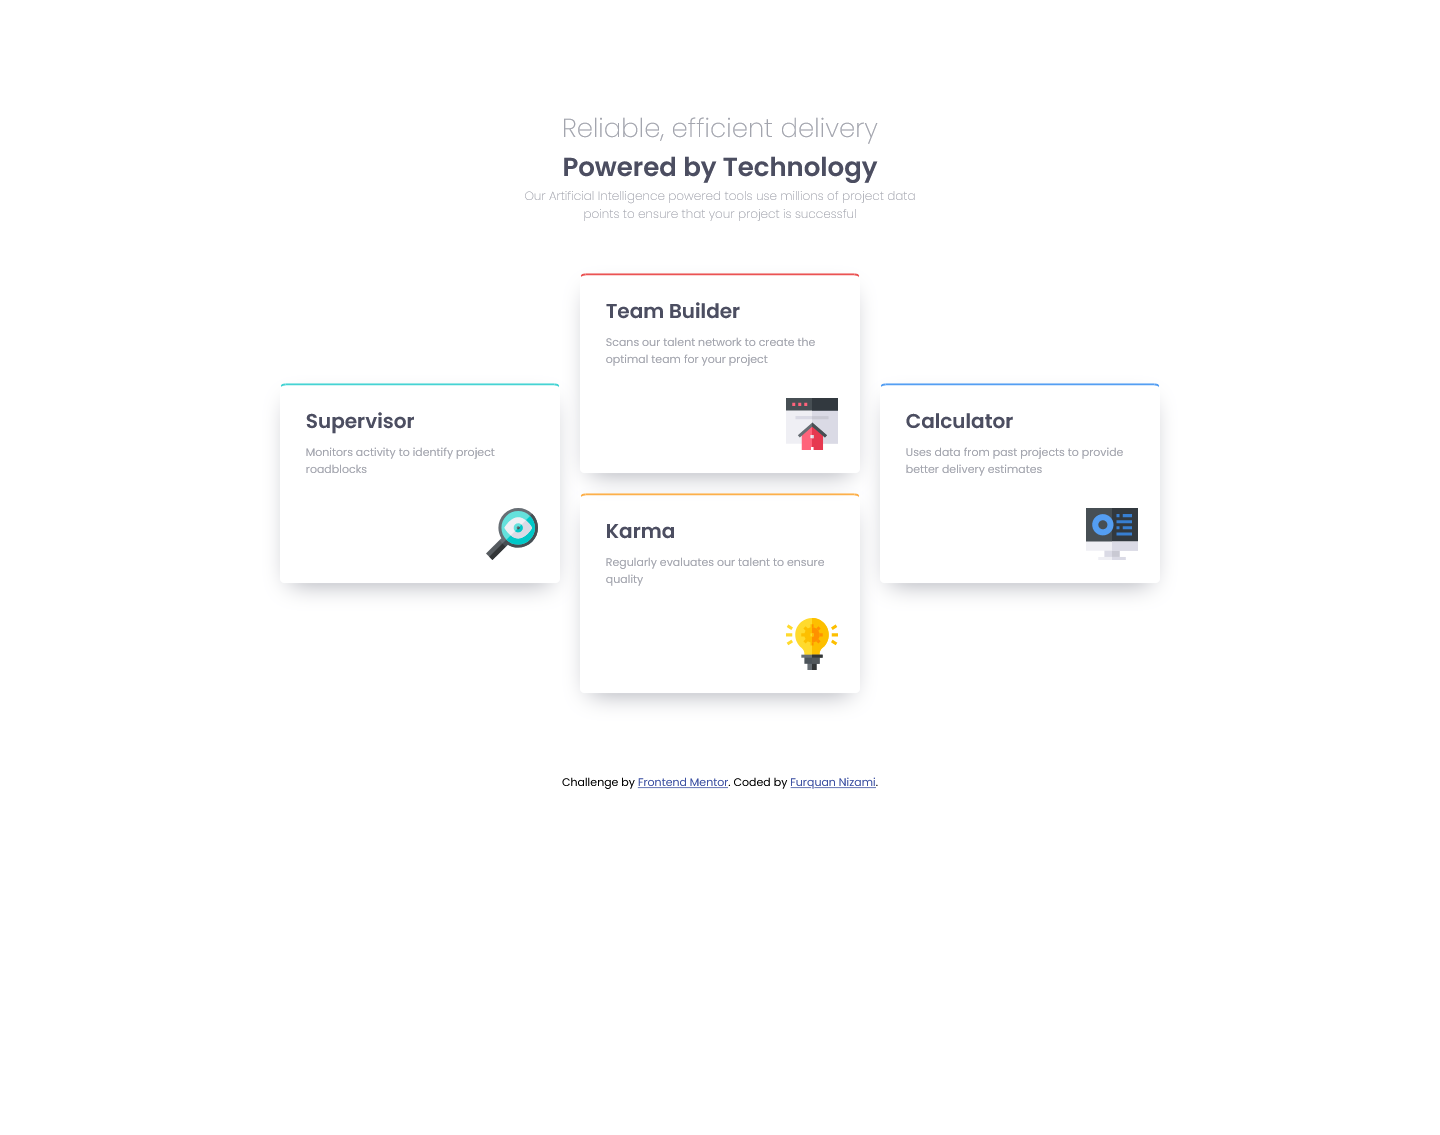 Reliable, efficient delivery
Powered by Technology
Our Artificial Intelligence powered tools use millions of project data
points to ensure that your project is successful
Team Builder
Scans our talent network to create the
optimal team for your project
Supervisor
Monitors activity to identify project
roadblocks
Calculator
Uses data from past projects to provide
better delivery estimates
Karma
Regularly evaluates our talent to ensure
quality
Challenge by Frontend Mentor. Coded by Furquan Nizami.